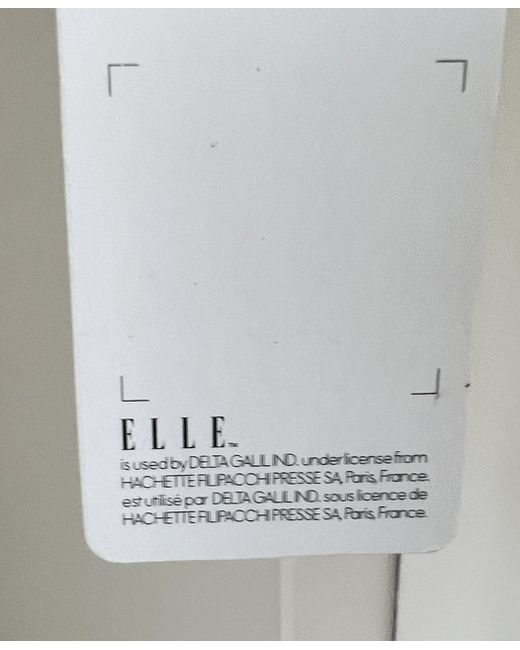 ELLE™
is used by DELTA GALIL IND. under license from
HACHETTE FILIPACCHI PRESSE SA, Paris, France.
est utilisé par DELTA GALIL IND. sous licence de
HACHETTE FILIPACCHI PRESSE SA, Paris, France.